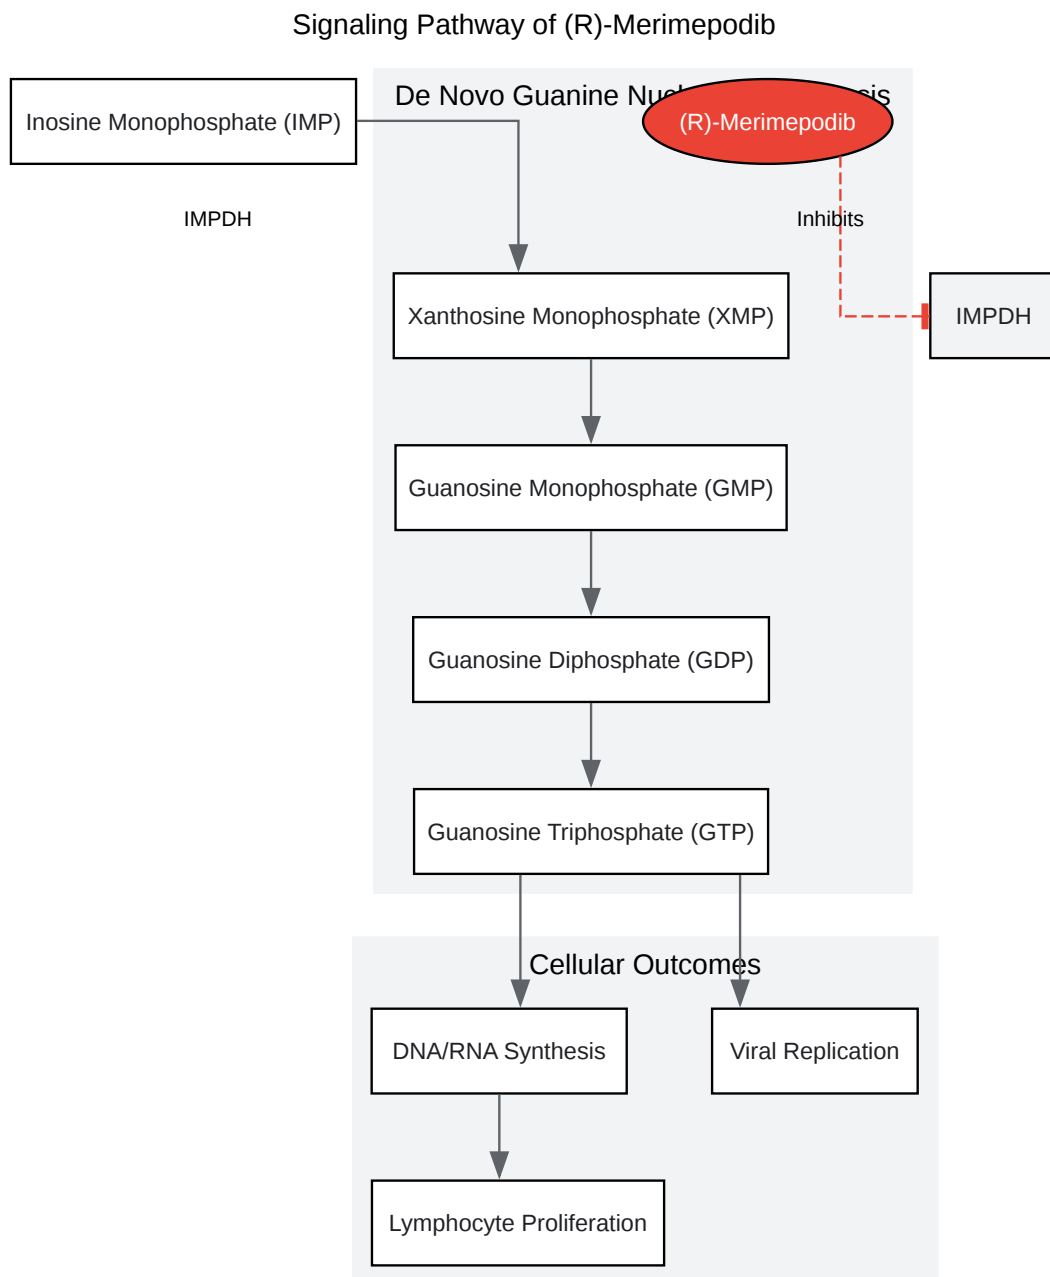 Signaling Pathway of (R)-Merimepodib
De Novo Guanine
Inosine Monophosphate (IMP)
(R)-Merimepodib
IMPDH
Inhibits
Xanthosine Monophosphate (XMP)
IMPDH
Guanosine Monophosphate (GMP)
Guanosine Diphosphate (GDP)
Guanosine Triphosphate (GTP)
Cellular Outcomes
DNA/RNA Synthesis
Viral Replication
Lymphocyte Proliferation